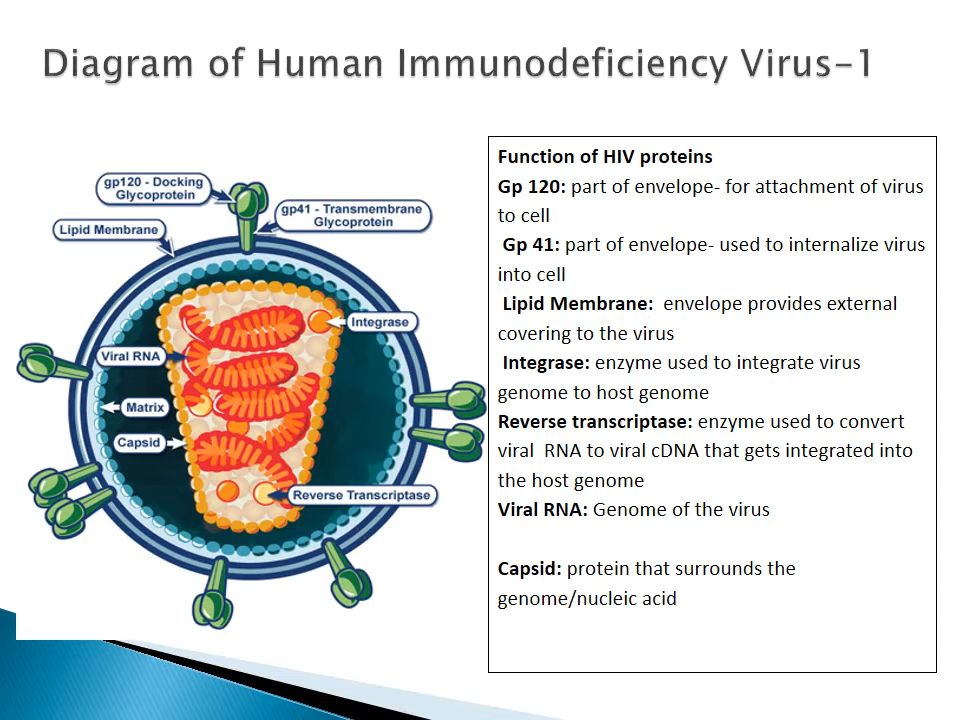 Diagram of Human Immunodeficiency Virus-1
gp120 - Docking
Glycoprotein
gp41 - Transmembrane
Glycoprotein
Lipid Membrane
Integrase
Viral RNA
Matrix
Capsid
Reverse Transcriptase
Function of HIV proteins
Gp 120: part of envelope- for attachment of virus
to cell
Gp 41: part of envelope- used to internalize virus
into cell
Lipid Membrane: envelope provides external
covering to the virus
Integrase: enzyme used to integrate virus
genome to host genome
Reverse transcriptase: enzyme used to convert
viral RNA to viral cDNA that gets integrated into
the host genome
Viral RNA: Genome of the virus
Capsid: protein that surrounds the
genome/nucleic acid